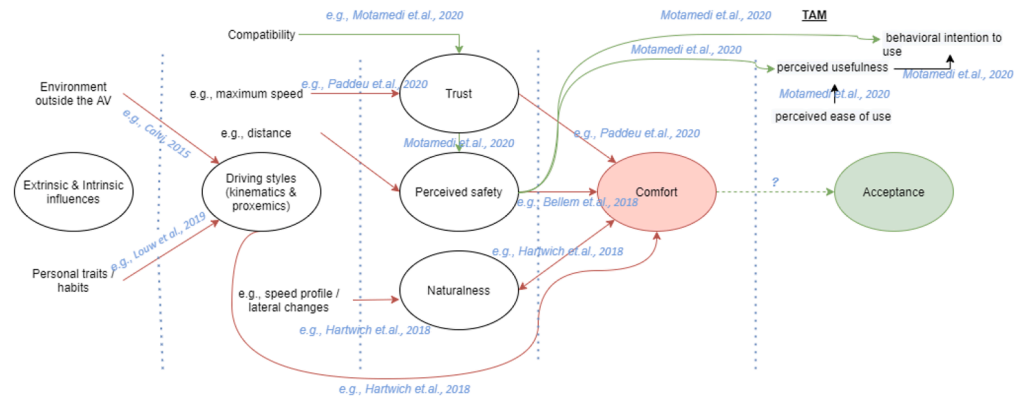 e.g., Motamedi et.al., 2020
Motamedi et.al., 2020
TAM
Compatibility
behavioral intention to
use
Motamedi et.al., 2020
perceived usefulness
Motamedi et.al., 2020
Environment
outside the AV
e.g., maximum speed
e.g., Paddeu et.al., 2020
Trust
Motamedi et.al., 2020
perceived ease of use
e.g., Calvi, 2015
e.g., distance
Motamedi et.al., 2020
e.g., Paddeu et.al., 2020
Extrinsic & Intrinsic
influences
Driving styles
(kinematics &
proxemics)
Perceived safety
Comfort
?
Acceptance
e.g., Bellem et.al., 2018
e.g., Louw et al., 2019
e.g., Hartwich et.al., 2018
Personal traits /
habits
e.g., speed profile /
lateral changes
Naturalness
e.g., Hartwich et.al., 2018
e.g., Hartwich et.al., 2018